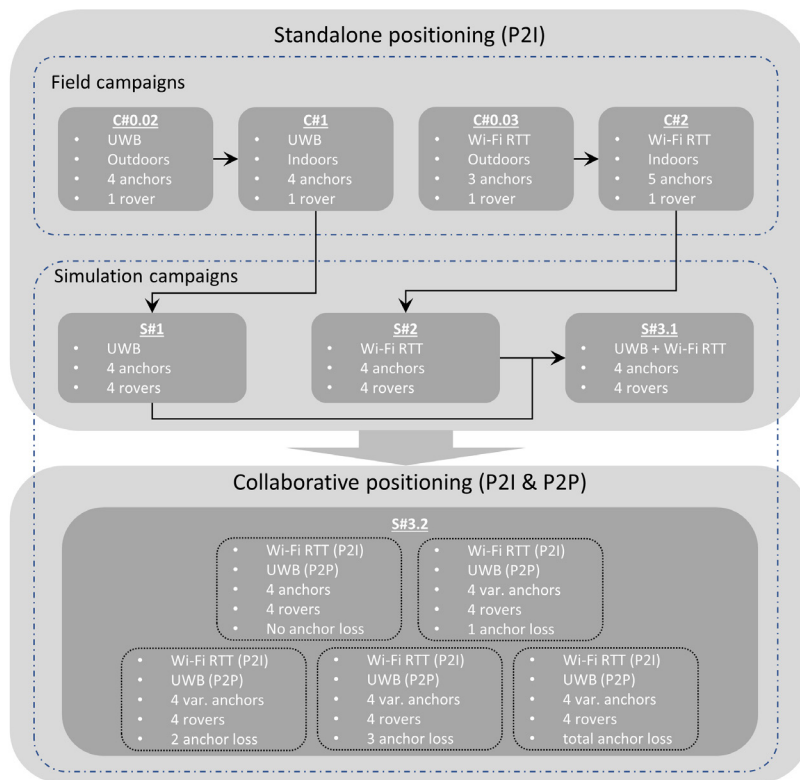 Standalone positioning (P2I)
Field campaigns
C#0.02
• UWB
• Outdoors
• 4 anchors
• 1 rover
C#1
• UWB
• Indoors
• 4 anchors
• 1 rover
C#0.03
• Wi-Fi RTT
• Outdoors
• 3 anchors
• 1 rover
C#2
• Wi-Fi RTT
• Indoors
• 5 anchors
• 1 rover
Simulation campaigns
S#1
• UWB
• 4 anchors
• 4 rovers
S#2
• Wi-Fi RTT
• 4 anchors
• 4 rovers
S#3.1
• UWB + Wi-Fi RTT
• 4 anchors
• 4 rovers
Collaborative positioning (P2I & P2P)
S#3.2
• Wi-Fi RTT (P2I)
• UWB (P2P)
• 4 anchors
• 4 rovers
• No anchor loss
• Wi-Fi RTT (P2I)
• UWB (P2P)
• 4 var. anchors
• 4 rovers
• 1 anchor loss
• Wi-Fi RTT (P2I)
• UWB (P2P)
• 4 var. anchors
• 4 rovers
• 2 anchor loss
• Wi-Fi RTT (P2I)
• UWB (P2P)
• 4 var. anchors
• 4 rovers
• 3 anchor loss
• Wi-Fi RTT (P2I)
• UWB (P2P)
• 4 var. anchors
• 4 rovers
• total anchor loss